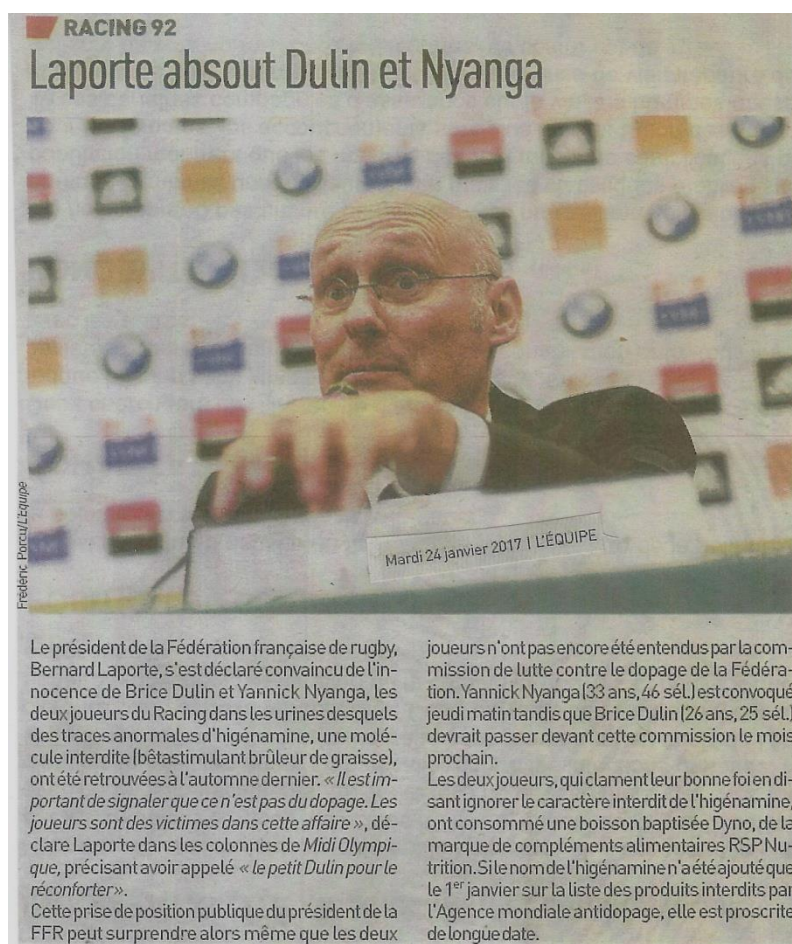 RACING 92
Laporte absout Dulin et Nyanga
Frédéric Porcu/L'Équipe
Mardi 24 janvier 2017 | L'ÉQUIPE
Le président de la Fédération française de rugby,
Bernard Laporte, s'est déclaré convaincu de l'in-
nocence de Brice Dulin et Yannick Nyanga, les
deux joueurs du Racing dans les urines desquels
des traces anormales d'higénamine, une molé-
cule interdite (bêtastimulant brûleur de graisse),
ont été retrouvées à l'automne dernier. « Il est im-
portant de signaler que ce n'est pas du dopage. Les
joueurs sont des victimes dans cette affaire », dé-
clare Laporte dans les colonnes de Midi Olympi-
que, précisant avoir appelé « le petit Dulin pour le
réconforter ».
Cette prise de position publique du président de la
FFR peut surprendre alors même que les deux
joueurs n'ont pas encore été entendus par la com-
mission de lutte contre le dopage de la Fédéra-
tion. Yannick Nyanga (33 ans, 46 sél.) est convoqué
jeudi matin tandis que Brice Dulin (26 ans, 25 sél.)
devrait passer devant cette commission le mois
prochain.
Les deux joueurs, qui clament leur bonne foi en di-
sant ignorer le caractère interdit de l'higénamine,
ont consommé une boisson baptisée Dyno, de la
marque de compléments alimentaires RSP Nu-
trition. Si le nom de l'higénamine n'a été ajouté que
le 1er janvier sur la liste des produits interdits par
l'Agence mondiale antidopage, elle est proscrite
de longue date.